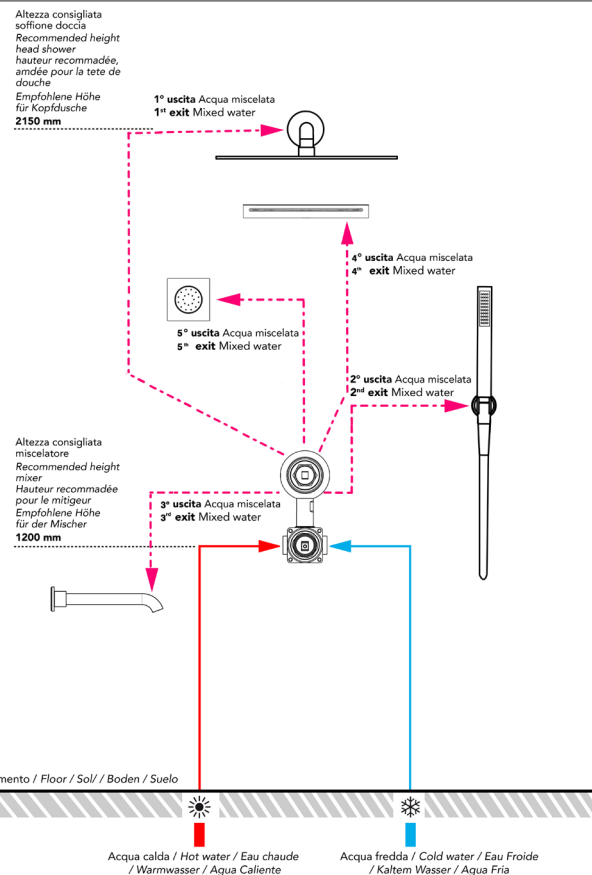 Altezza consigliata
soffione doccia
Recommended height
head shower
hauteur recommadée,
amdée pour la tete de
douche
Empfohlene Höhe
für Kopfdusche
2150 mm
1° uscita Acqua miscelata
1st exit Mixed water
4° uscita Acqua miscelata
4th exit Mixed water
5° uscita Acqua miscelata
5th exit Mixed water
2° uscita Acqua miscelata
2nd exit Mixed water
Altezza consigliata
miscelatore
Recommended height
mixer
Hauteur recommadée
pour le mitigeur
Empfohlene Höhe
für der Mischer
1200 mm
3° uscita Acqua miscelata
3rd exit Mixed water
mento / Floor / Sol/ / Boden / Suelo
Acqua calda / Hot water / Eau chaude
/ Warmwasser / Agua Caliente
Acqua fredda / Cold water / Eau Froide
/ Kaltem Wasser / Agua Fria